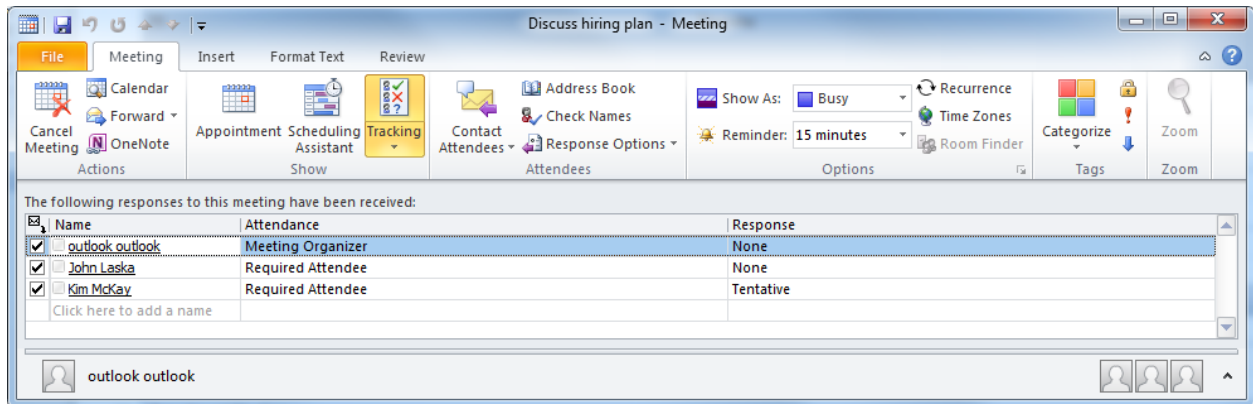 Discuss hiring plan - Meeting
File Meeting Insert Format Text Review
Calendar
Forward
OneNote
Cancel
Meeting
Actions
Appointment
Scheduling
Assistant
Tracking
Show
Contact
Attendees
Address Book
Check Names
Response Options
Attendees
Show As: Busy
Reminder: 15 minutes
Recurrence
Time Zones
Room Finder
Options
Categorize
Tags
Zoom
Zoom
The following responses to this meeting have been received:
Name Attendance Response
outlook outlook Meeting Organizer None
John Laska Required Attendee None
Kim McKay Required Attendee Tentative
Click here to add a name
outlook outlook